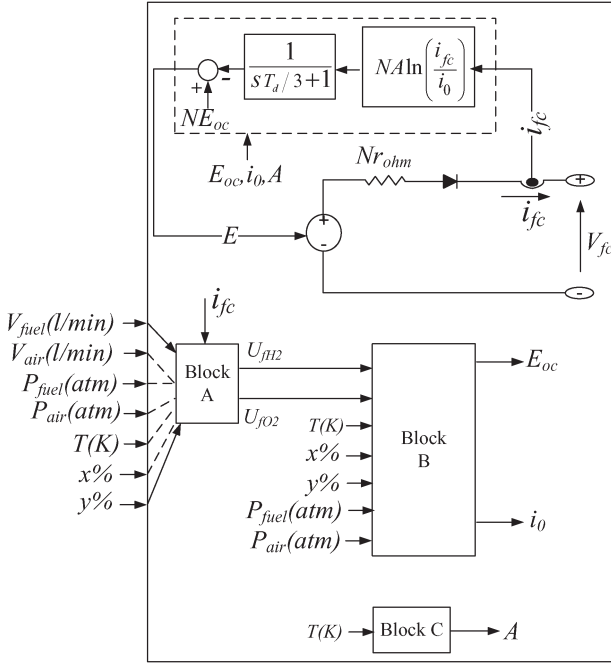 1
sT_d / 3+1
NA ln(i_fc / i_0)
+
-
NE_oc
E_oc, i_0, A
i_fc
Nr_ohm
i_fc
+
V_fc
-
+
-
E
i_fc
V_fuel(l/min)
V_air(l/min)
P_fuel(atm)
P_air(atm)
T(K)
x%
y%
Block
A
U_fH2
U_fO2
T(K)
x%
y%
P_fuel(atm)
P_air(atm)
Block
B
E_oc
i_0
T(K)
Block C
A